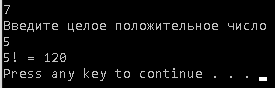 7
Введите целое положительное число
5
5! = 120
Press any key to continue . . .